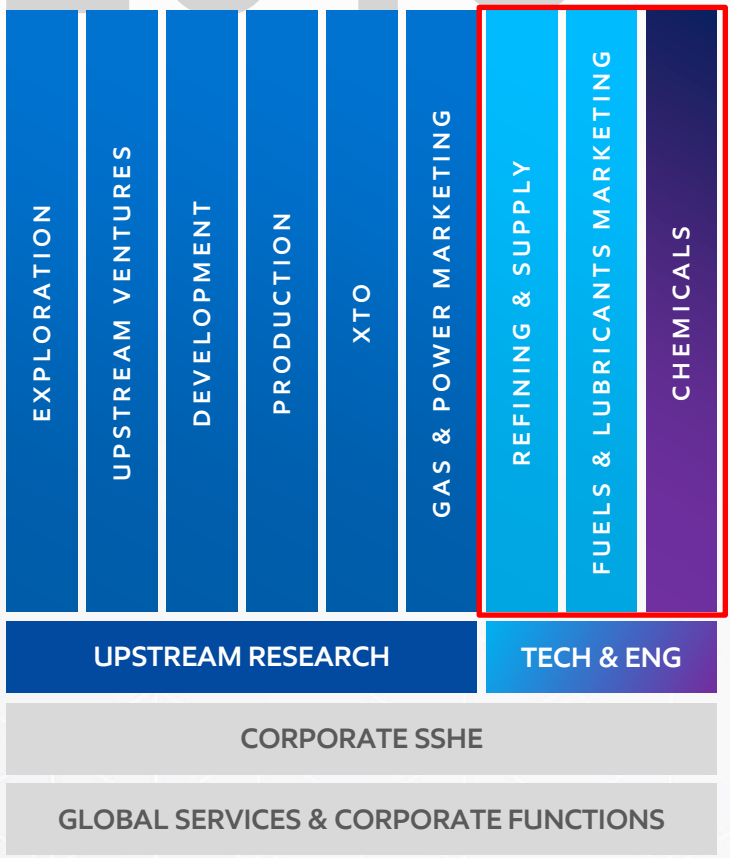 EXPLORATION
UPSTREAM VENTURES
DEVELOPMENT
PRODUCTION
XTO
GAS & POWER MARKETING
REFINING & SUPPLY
FUELS & LUBRICANTS MARKETING
CHEMICALS
UPSTREAM RESEARCH
TECH & ENG
CORPORATE SSHE
GLOBAL SERVICES & CORPORATE FUNCTIONS